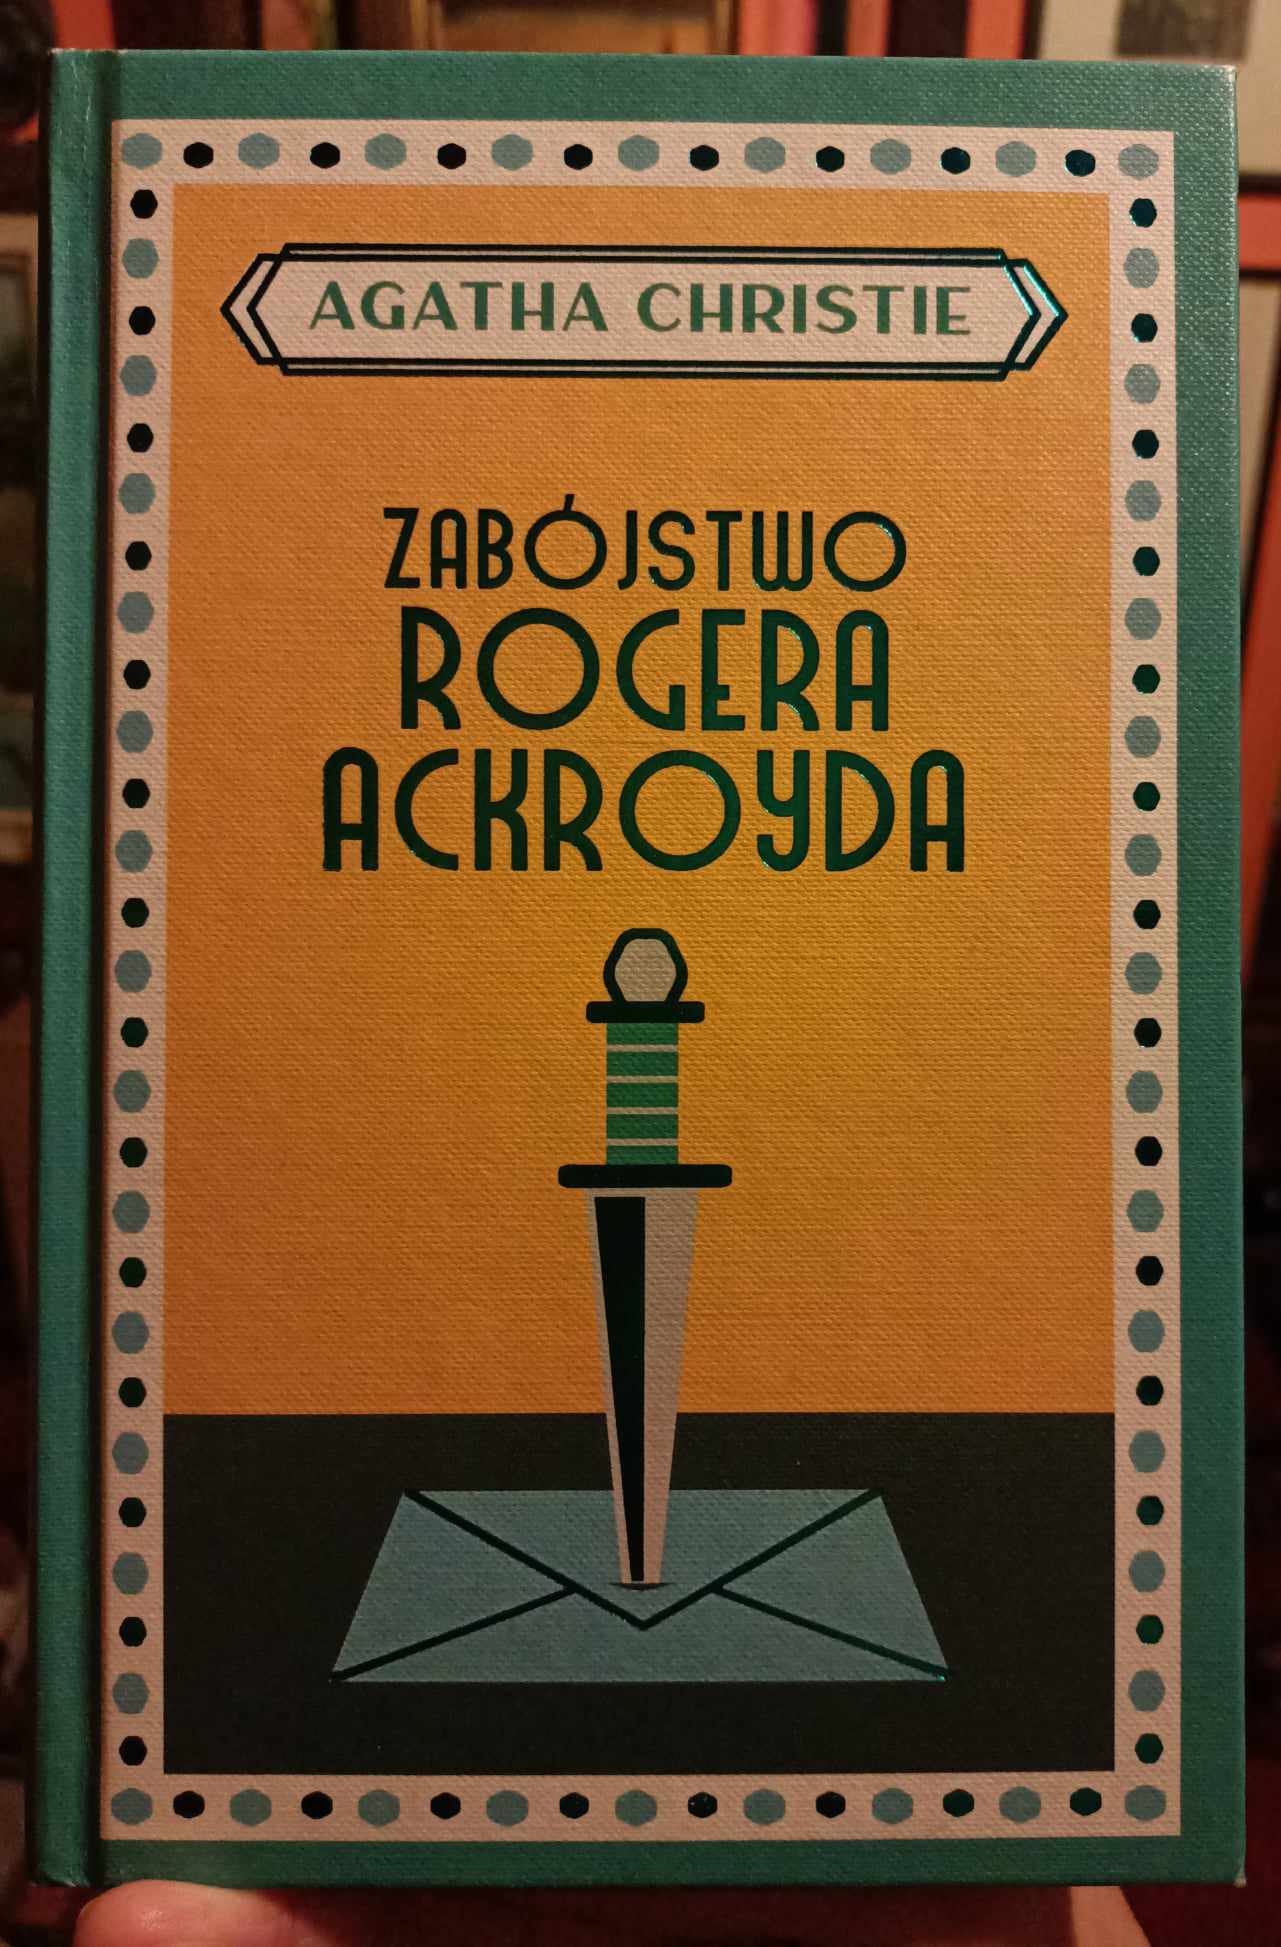 AGATHA CHRISTIE
ZABÓJSTWO
ROGERA
ACKROYDA